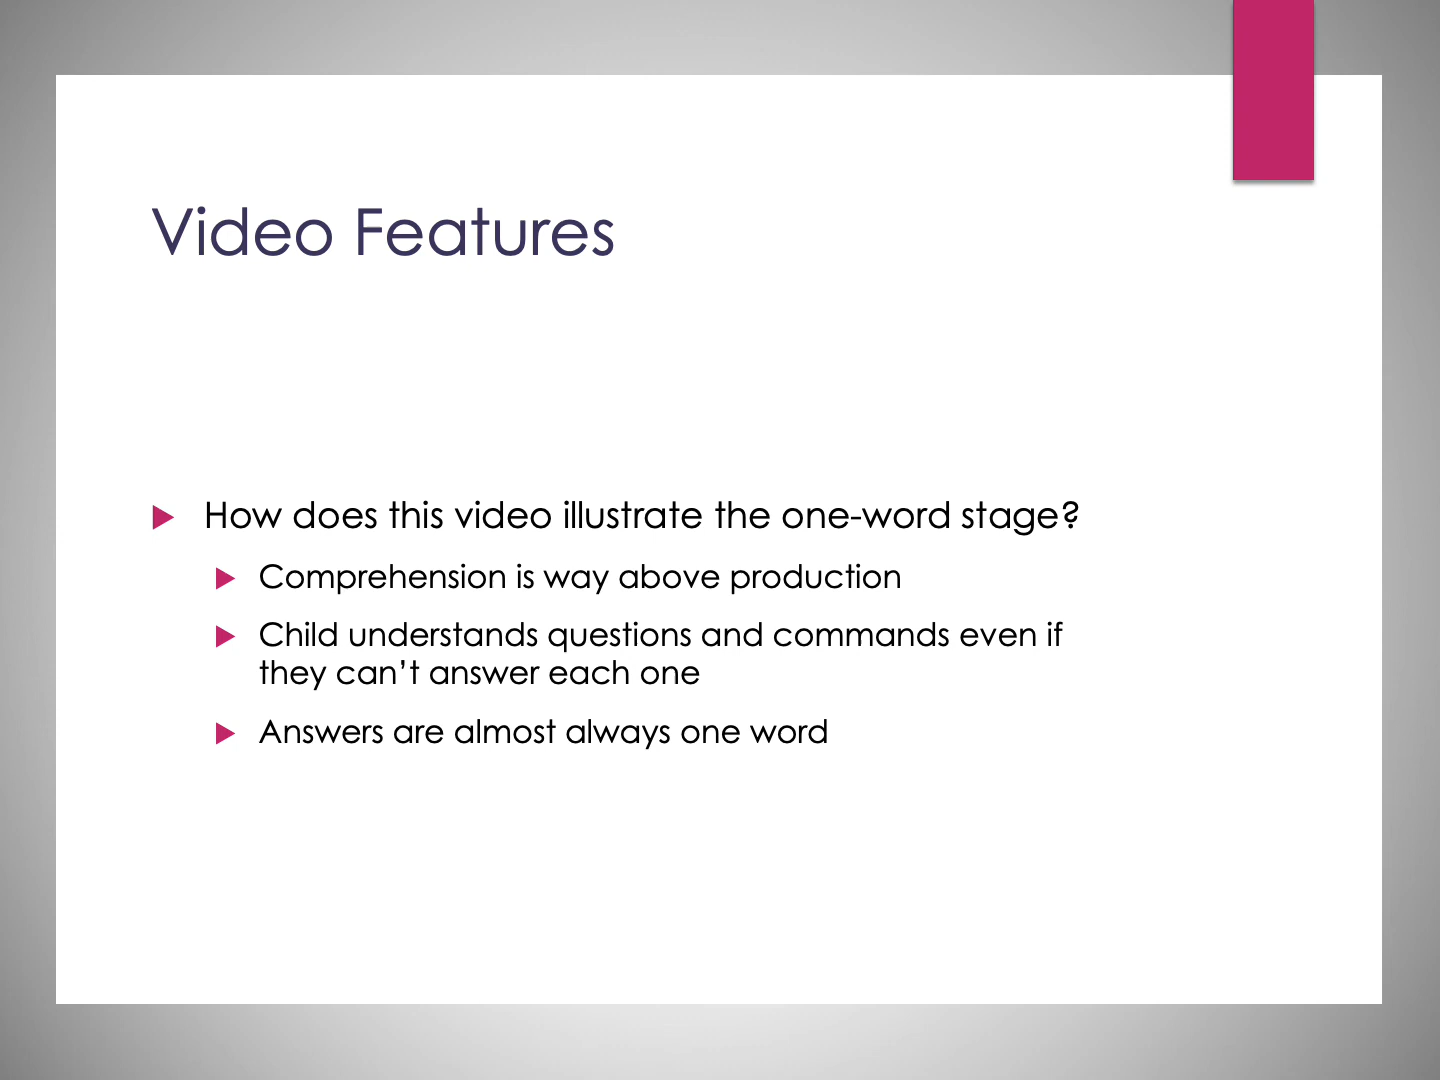 Video Features
How does this video illustrate the one-word stage?
Comprehension is way above production
Child understands questions and commands even if
they can’t answer each one
Answers are almost always one word